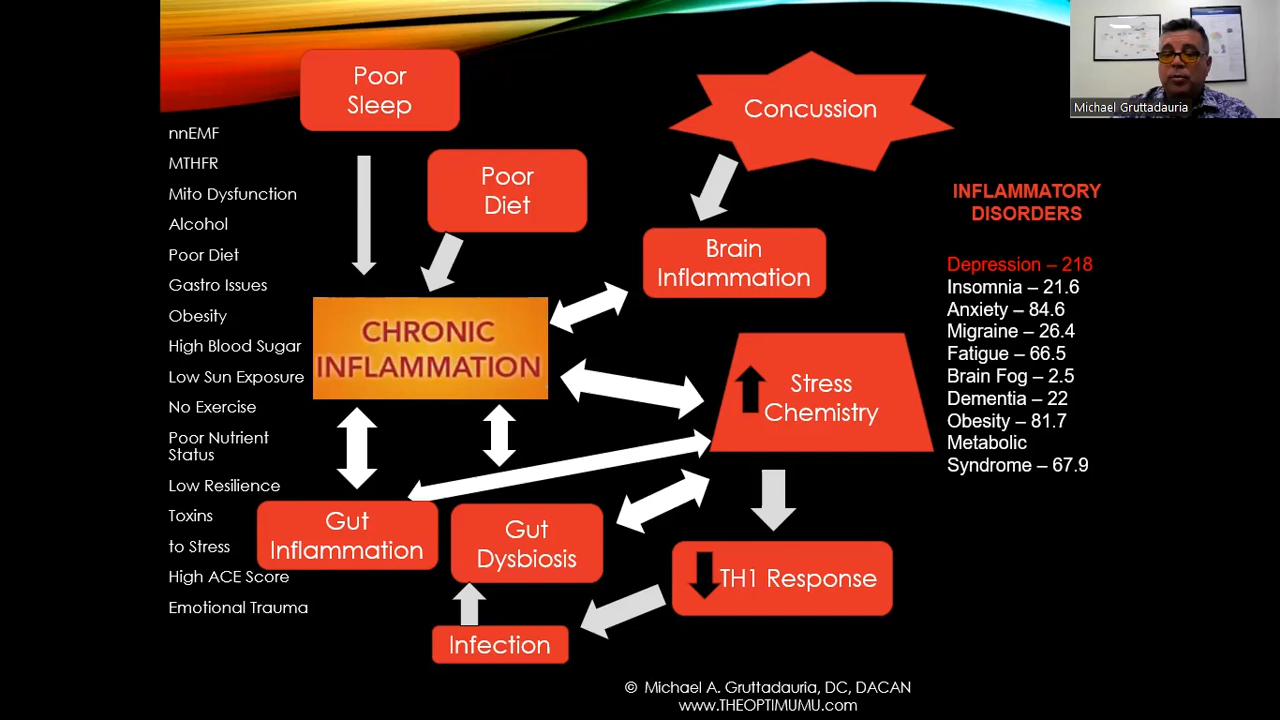 Poor
Sleep
Concussion
Michael Gruttadauria
nnEMF
MTHFR
Mito Dysfunction
Alcohol
Poor Diet
Gastro Issues
Obesity
High Blood Sugar
Low Sun Exposure
No Exercise
Poor Nutrient
Status
Low Resilience
Toxins
to Stress
High ACE Score
Emotional Trauma
Poor
Diet
Brain
Inflammation
CHRONIC
INFLAMMATION
Stress
Chemistry
Gut
Inflammation
Gut
Dysbiosis
TH1 Response
Infection
INFLAMMATORY
DISORDERS
Depression – 218
Insomnia – 21.6
Anxiety – 84.6
Migraine – 26.4
Fatigue – 66.5
Brain Fog – 2.5
Dementia – 22
Obesity – 81.7
Metabolic
Syndrome – 67.9
© Michael A. Gruttadauria, DC, DACAN
www.THEOPTIMUMU.com